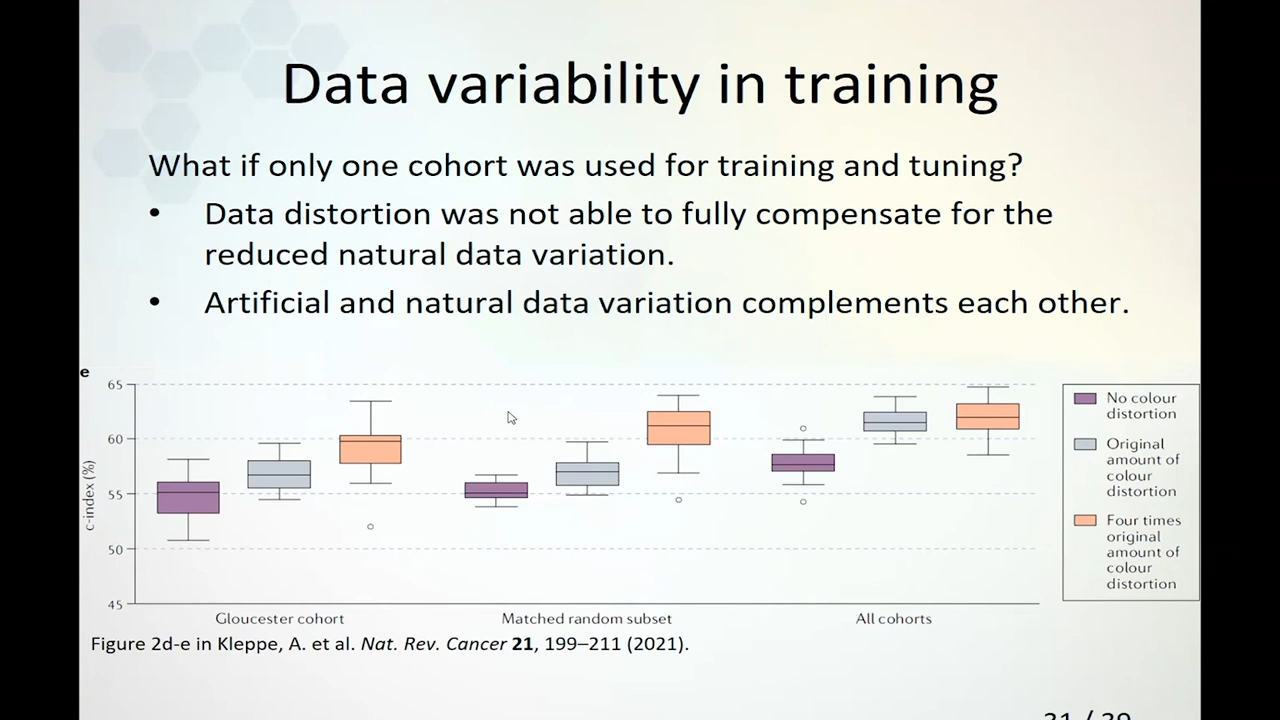 Data variability in training
What if only one cohort was used for training and tuning?
• Data distortion was not able to fully compensate for the
reduced natural data variation.
• Artificial and natural data variation complements each other.
e
65
60
55
50
45
c-index (%)
Gloucester cohort
Matched random subset
All cohorts
No colour
distortion
Original
amount of
colour
distortion
Four times
original
amount of
colour
distortion
Figure 2d-e in Kleppe, A. et al. Nat. Rev. Cancer 21, 199–211 (2021).